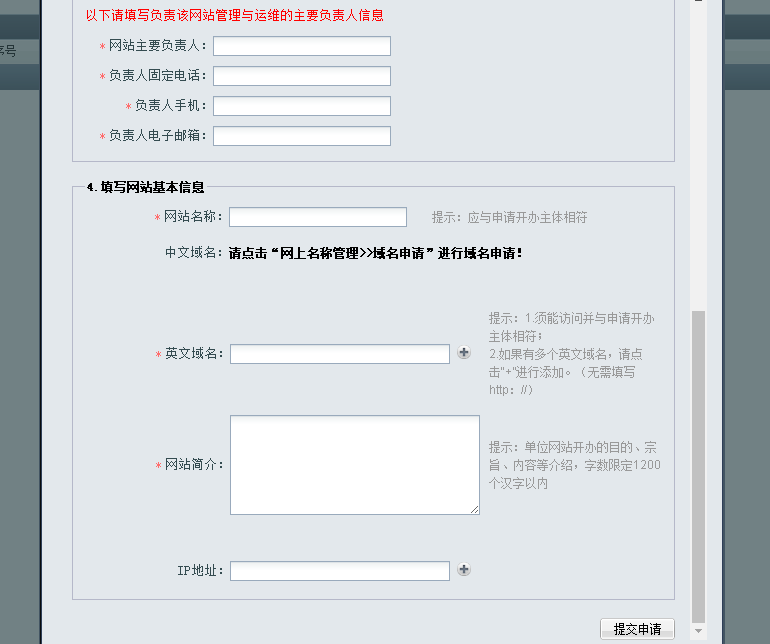 序号
以下请填写负责该网站管理与运维的主要负责人信息
*网站主要负责人：
*负责人固定电话：
*负责人手机：
*负责人电子邮箱：
4.填写网站基本信息
*网站名称： 提示：应与申请开办主体相符
中文域名：请点击“网上名称管理>>域名申请”进行域名申请！
提示：1.须能访问并与申请开办
主体相符；
*英文域名： 2.如果有多个英文域名，请点
击"+"进行添加。（无需填写
http：//）
提示：单位网站开办的目的、宗
*网站简介： 旨、内容等介绍，字数限定1200
个汉字以内
IP地址：
提交申请